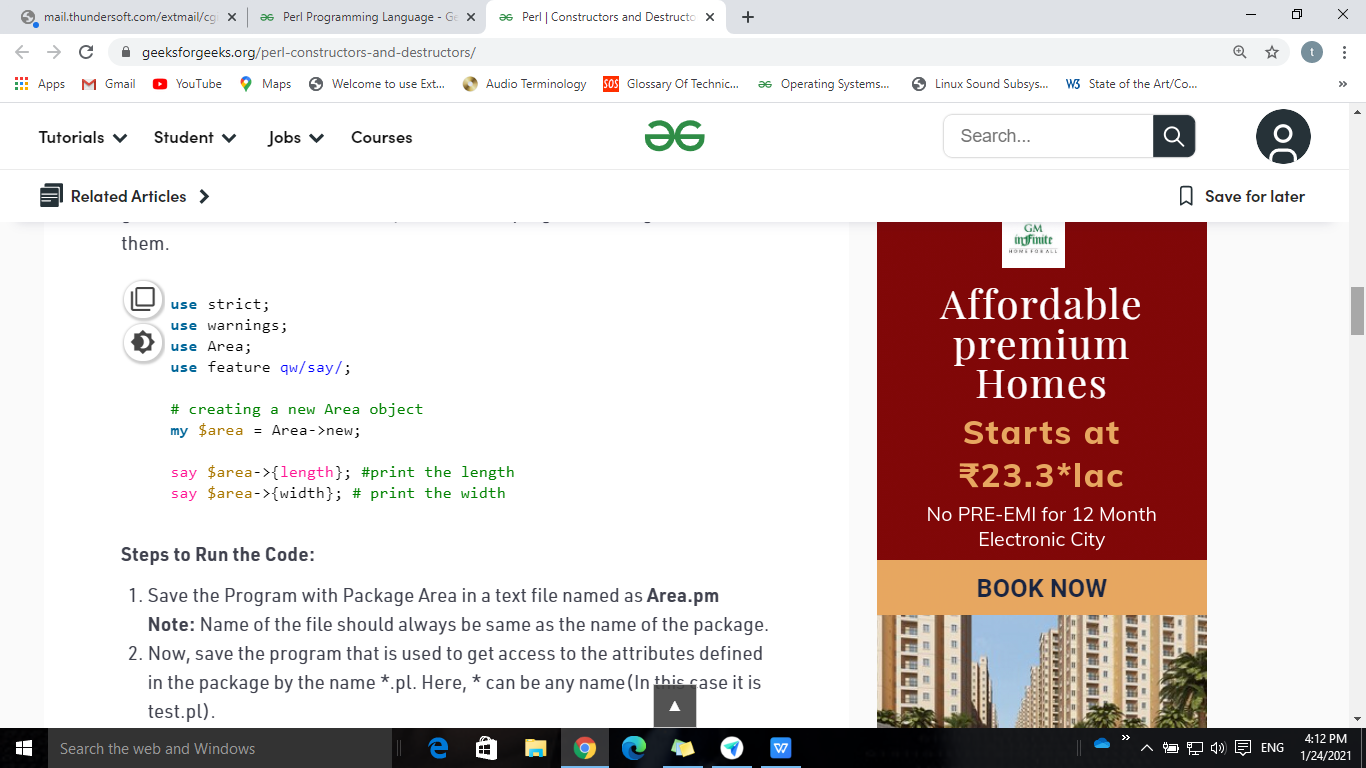 mail.thundersoft.com/extmail/cg
Perl Programming Language - Ge
Perl | Constructors and Destructo
geeksforgeeks.org/perl-constructors-and-destructors/
t
Apps
Gmail
YouTube
Maps
Welcome to use Ext...
Audio Terminology
SOS
Glossary Of Technic...
Operating Systems...
Linux Sound Subsys...
W3
State of the Art/Co...
»
Tutorials
Student
Jobs
Courses
Search...
Related Articles
Save for later
them.
use strict;
use warnings;
use Area;
use feature qw/say/;
# creating a new Area object
my $area = Area->new;
say $area->{length}; #print the length
say $area->{width}; # print the width
Steps to Run the Code:
1. Save the Program with Package Area in a text file named as Area.pm
Note: Name of the file should always be same as the name of the package.
2. Now, save the program that is used to get access to the attributes defined
in the package by the name *.pl. Here, * can be any name(In this case it is
test.pl).
GM
infinite
HOME FOR ALL
Affordable
premium
Homes
Starts at
₹23.3*lac
No PRE-EMI for 12 Month
Electronic City
BOOK NOW
Search the web and Windows
ENG
4:12 PM
1/24/2021